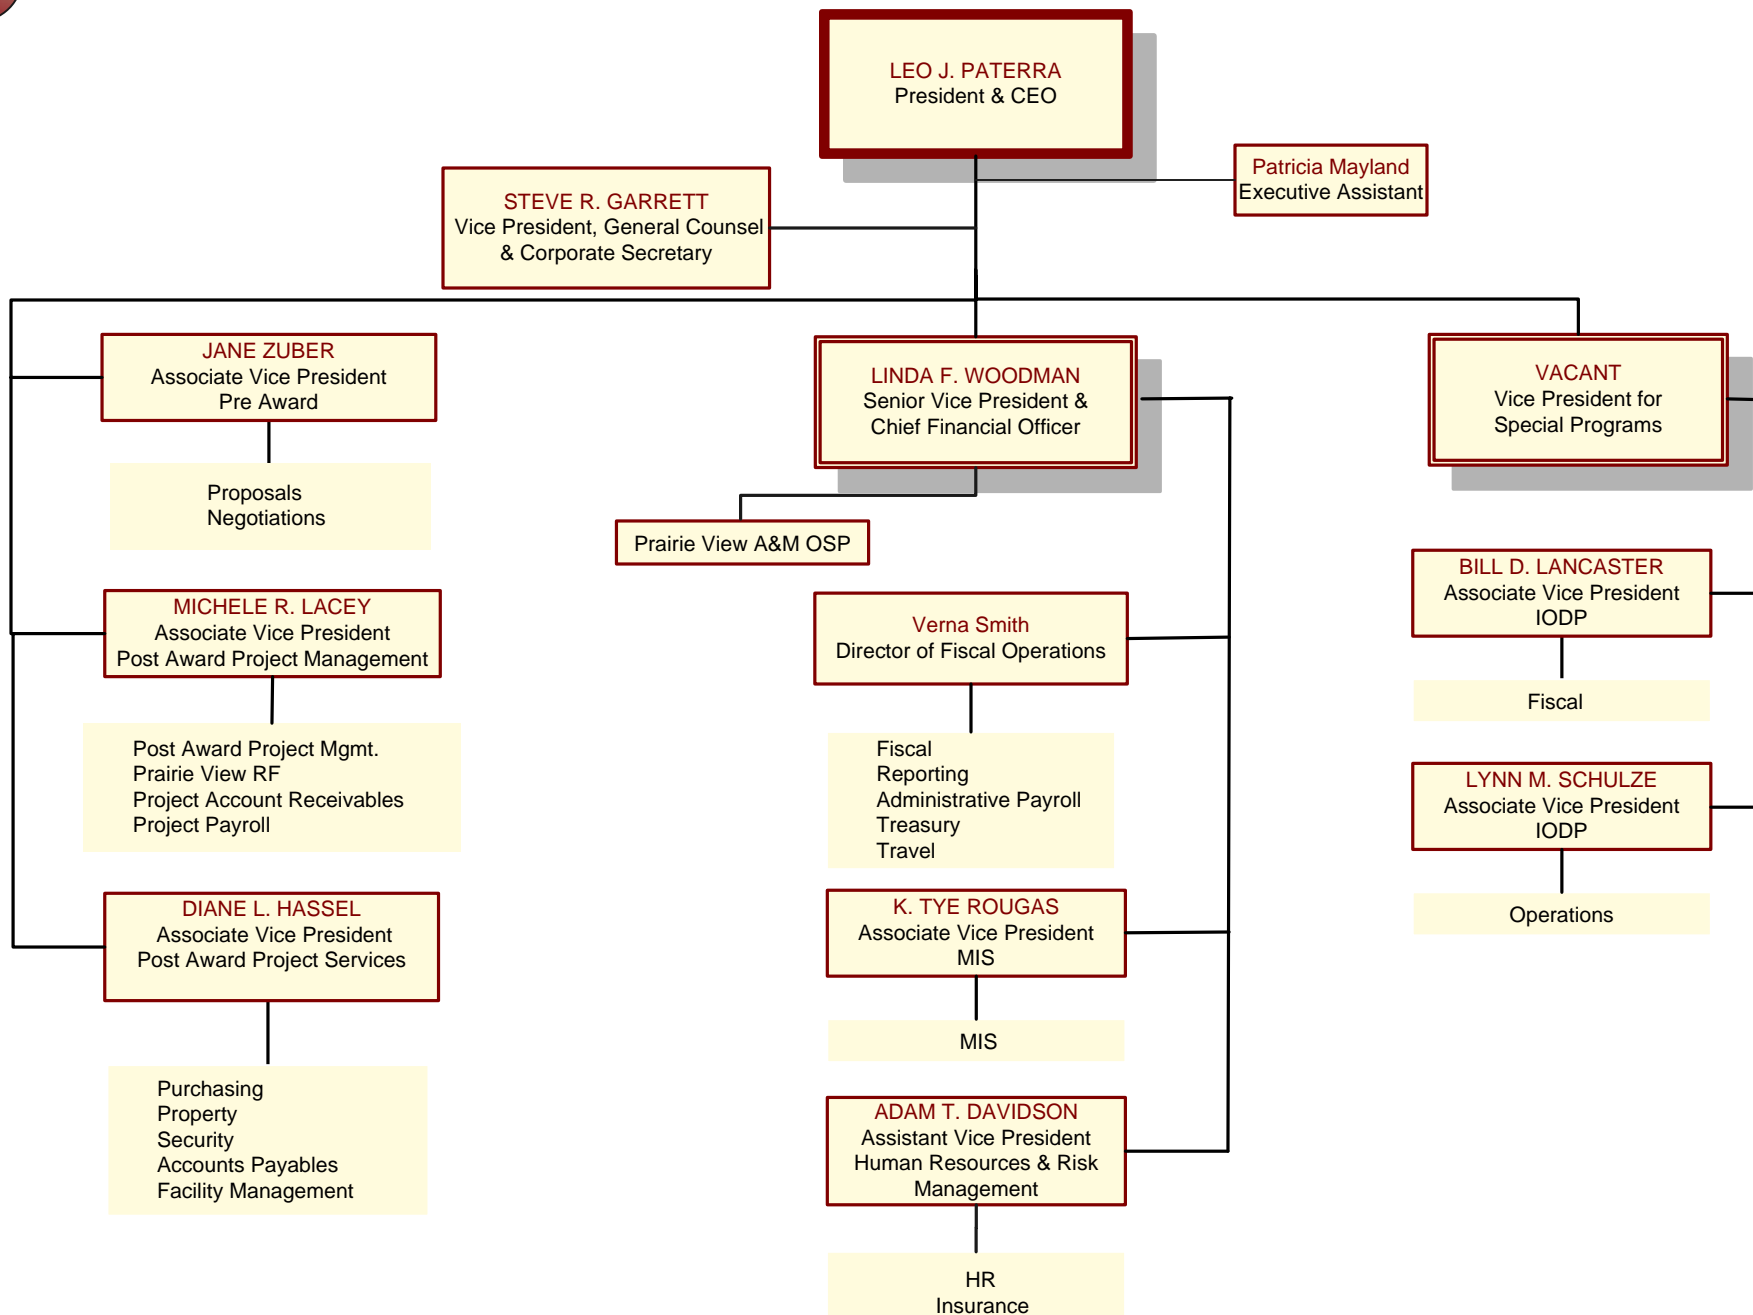 LEO J. PATERRA
President & CEO
Patricia Mayland
Executive Assistant
STEVE R. GARRETT
Vice President, General Counsel
& Corporate Secretary
JANE ZUBER
Associate Vice President
Pre Award
Proposals
Negotiations
MICHELE R. LACEY
Associate Vice President
Post Award Project Management
Post Award Project Mgmt.
Prairie View RF
Project Account Receivables
Project Payroll
DIANE L. HASSEL
Associate Vice President
Post Award Project Services
Purchasing
Property
Security
Accounts Payables
Facility Management
LINDA F. WOODMAN
Senior Vice President &
Chief Financial Officer
Prairie View A&M OSP
Verna Smith
Director of Fiscal Operations
Fiscal
Reporting
Administrative Payroll
Treasury
Travel
K. TYE ROUGAS
Associate Vice President
MIS
MIS
ADAM T. DAVIDSON
Assistant Vice President
Human Resources & Risk
Management
HR
Insurance
VACANT
Vice President for
Special Programs
BILL D. LANCASTER
Associate Vice President
IODP
Fiscal
LYNN M. SCHULZE
Associate Vice President
IODP
Operations